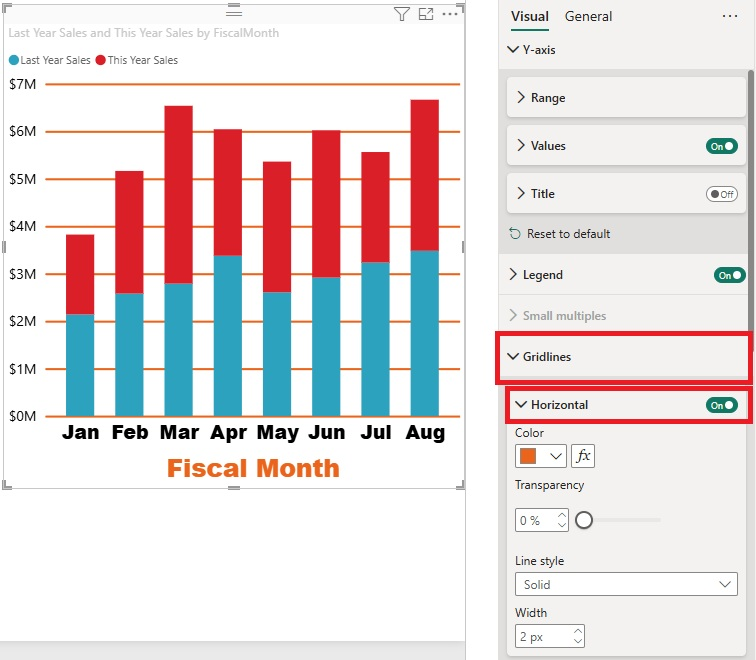 Last Year Sales and This Year Sales by FiscalMonth
Last Year Sales This Year Sales
$7M
$6M
$5M
$4M
$3M
$2M
$1M
$0M
Jan Feb Mar Apr May Jun Jul Aug
Fiscal Month
Visual General
Y-axis
Range
Values On
Title Off
Reset to default
Legend On
Small multiples
Gridlines
Horizontal On
Color
fx
Transparency
0 %
Line style
Solid
Width
2 px